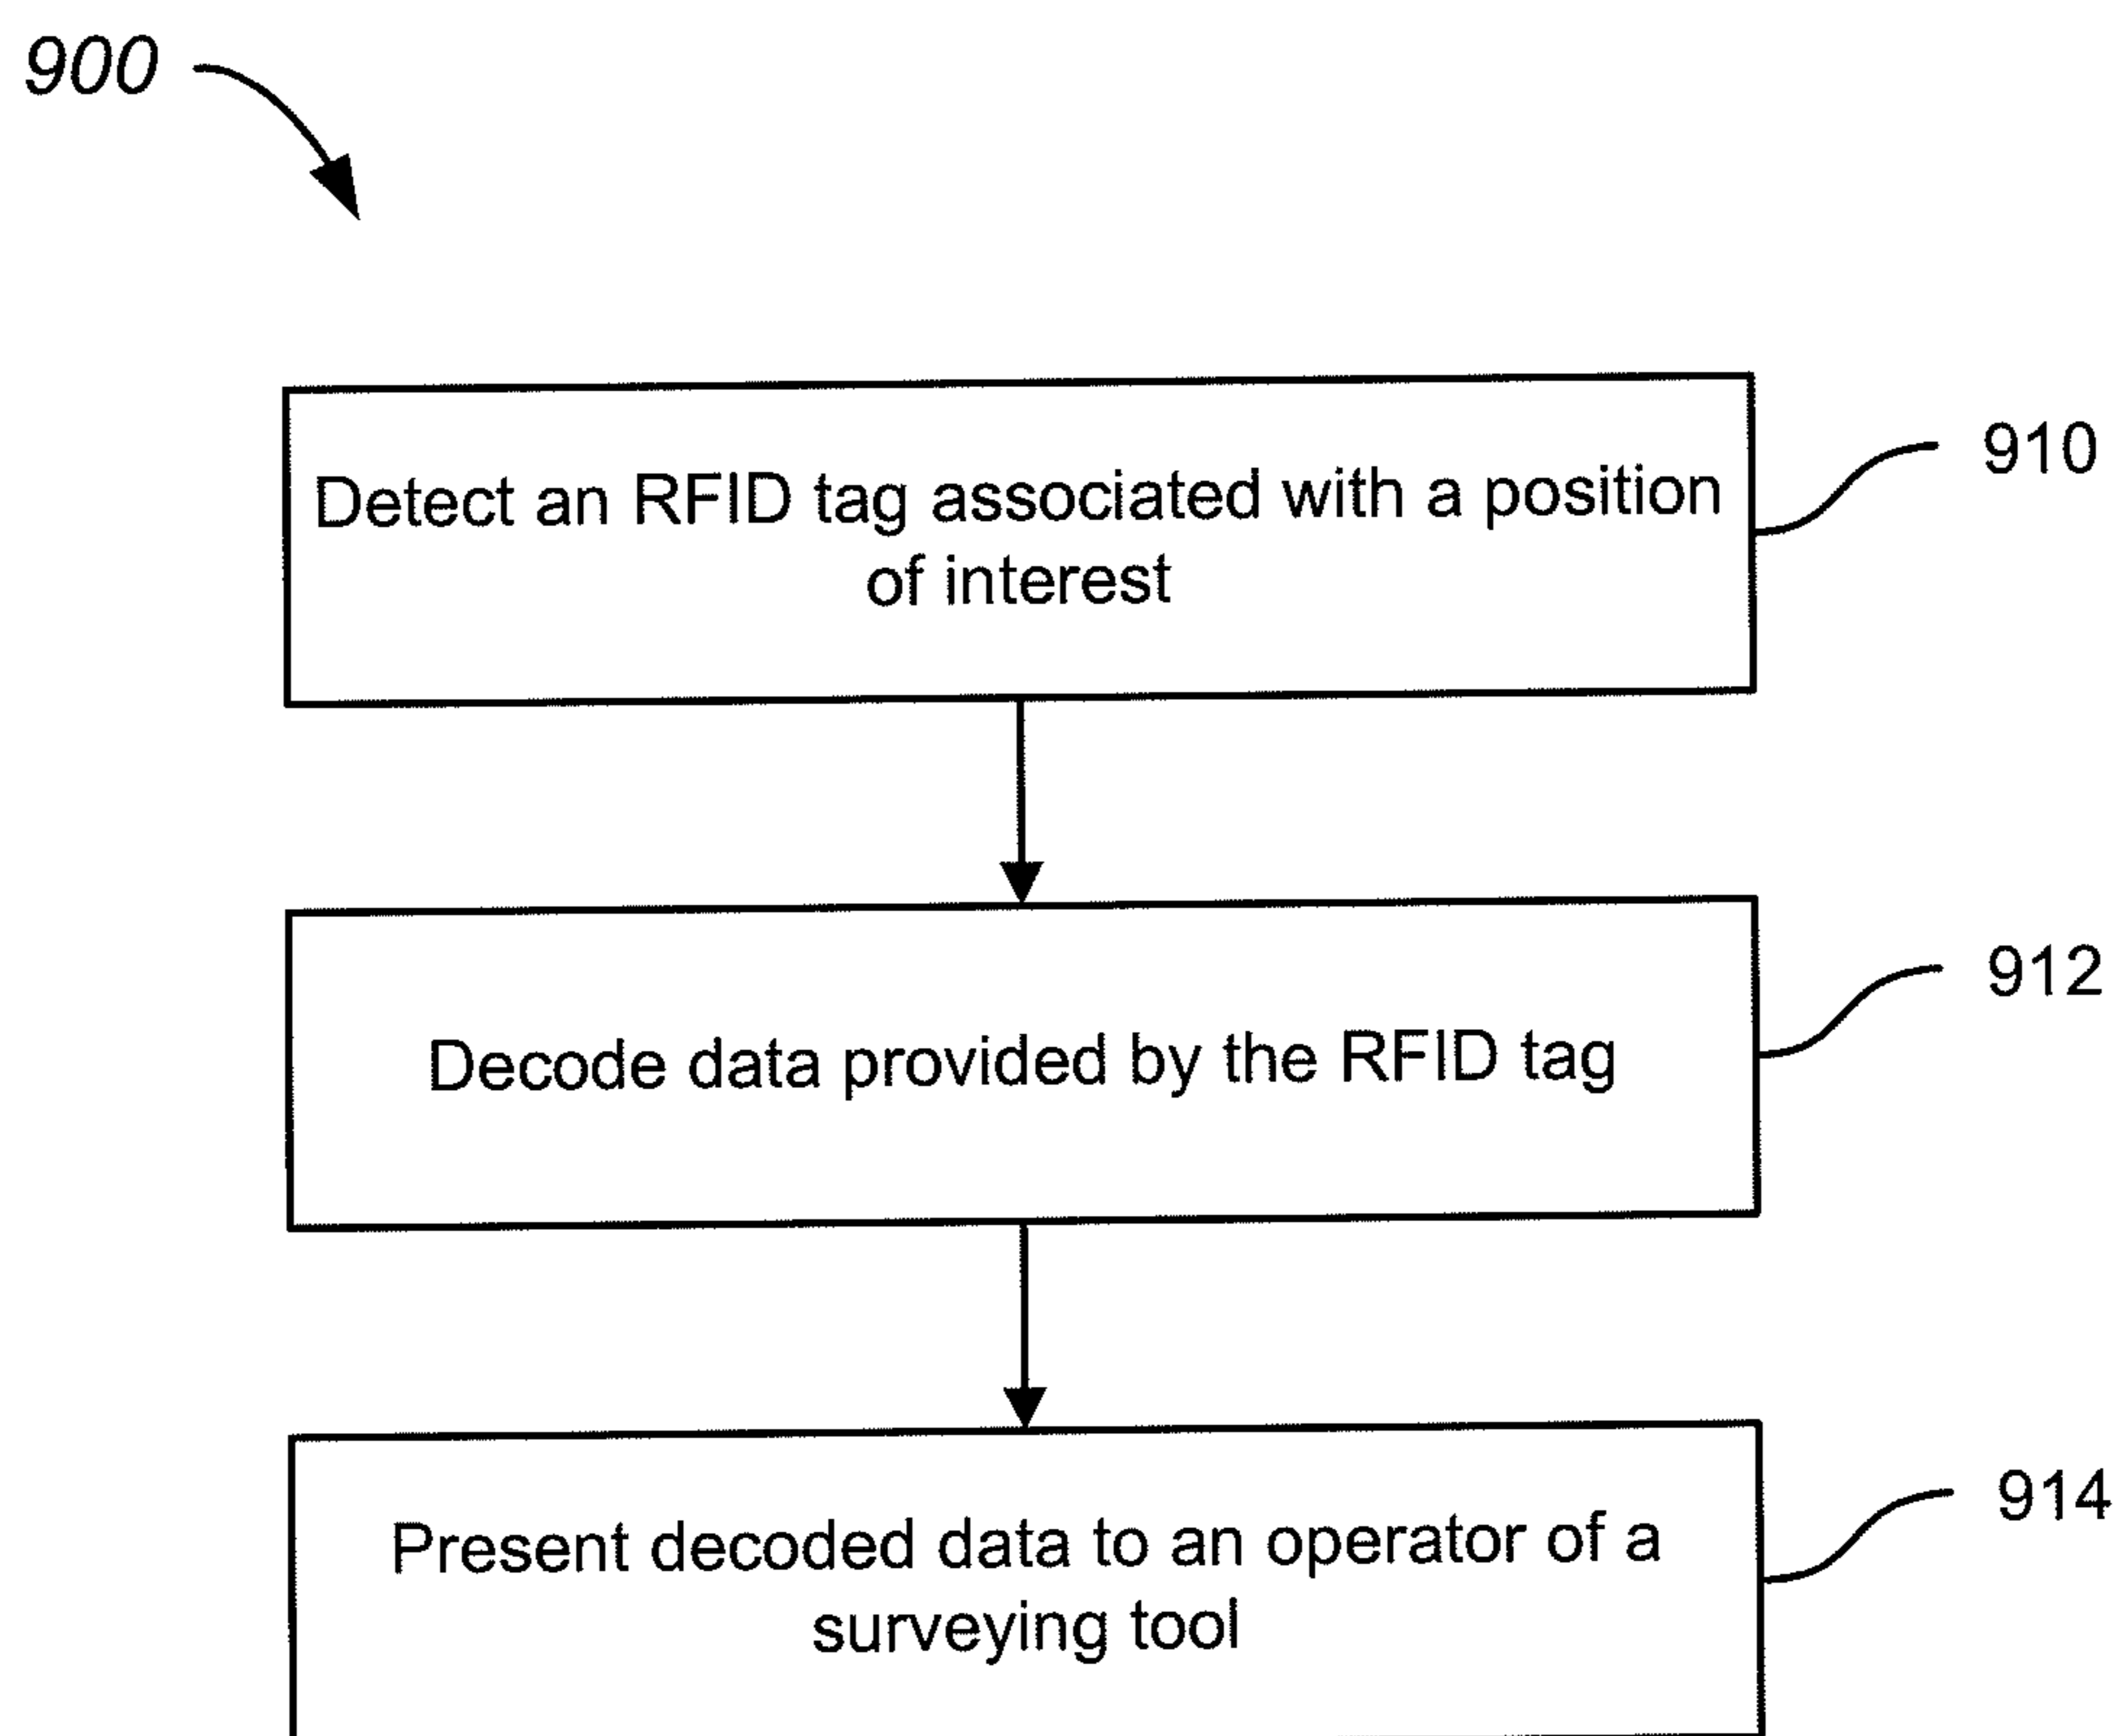 900
Detect an RFID tag associated with a position
of interest
910
Decode data provided by the RFID tag
912
Present decoded data to an operator of a
surveying tool
914